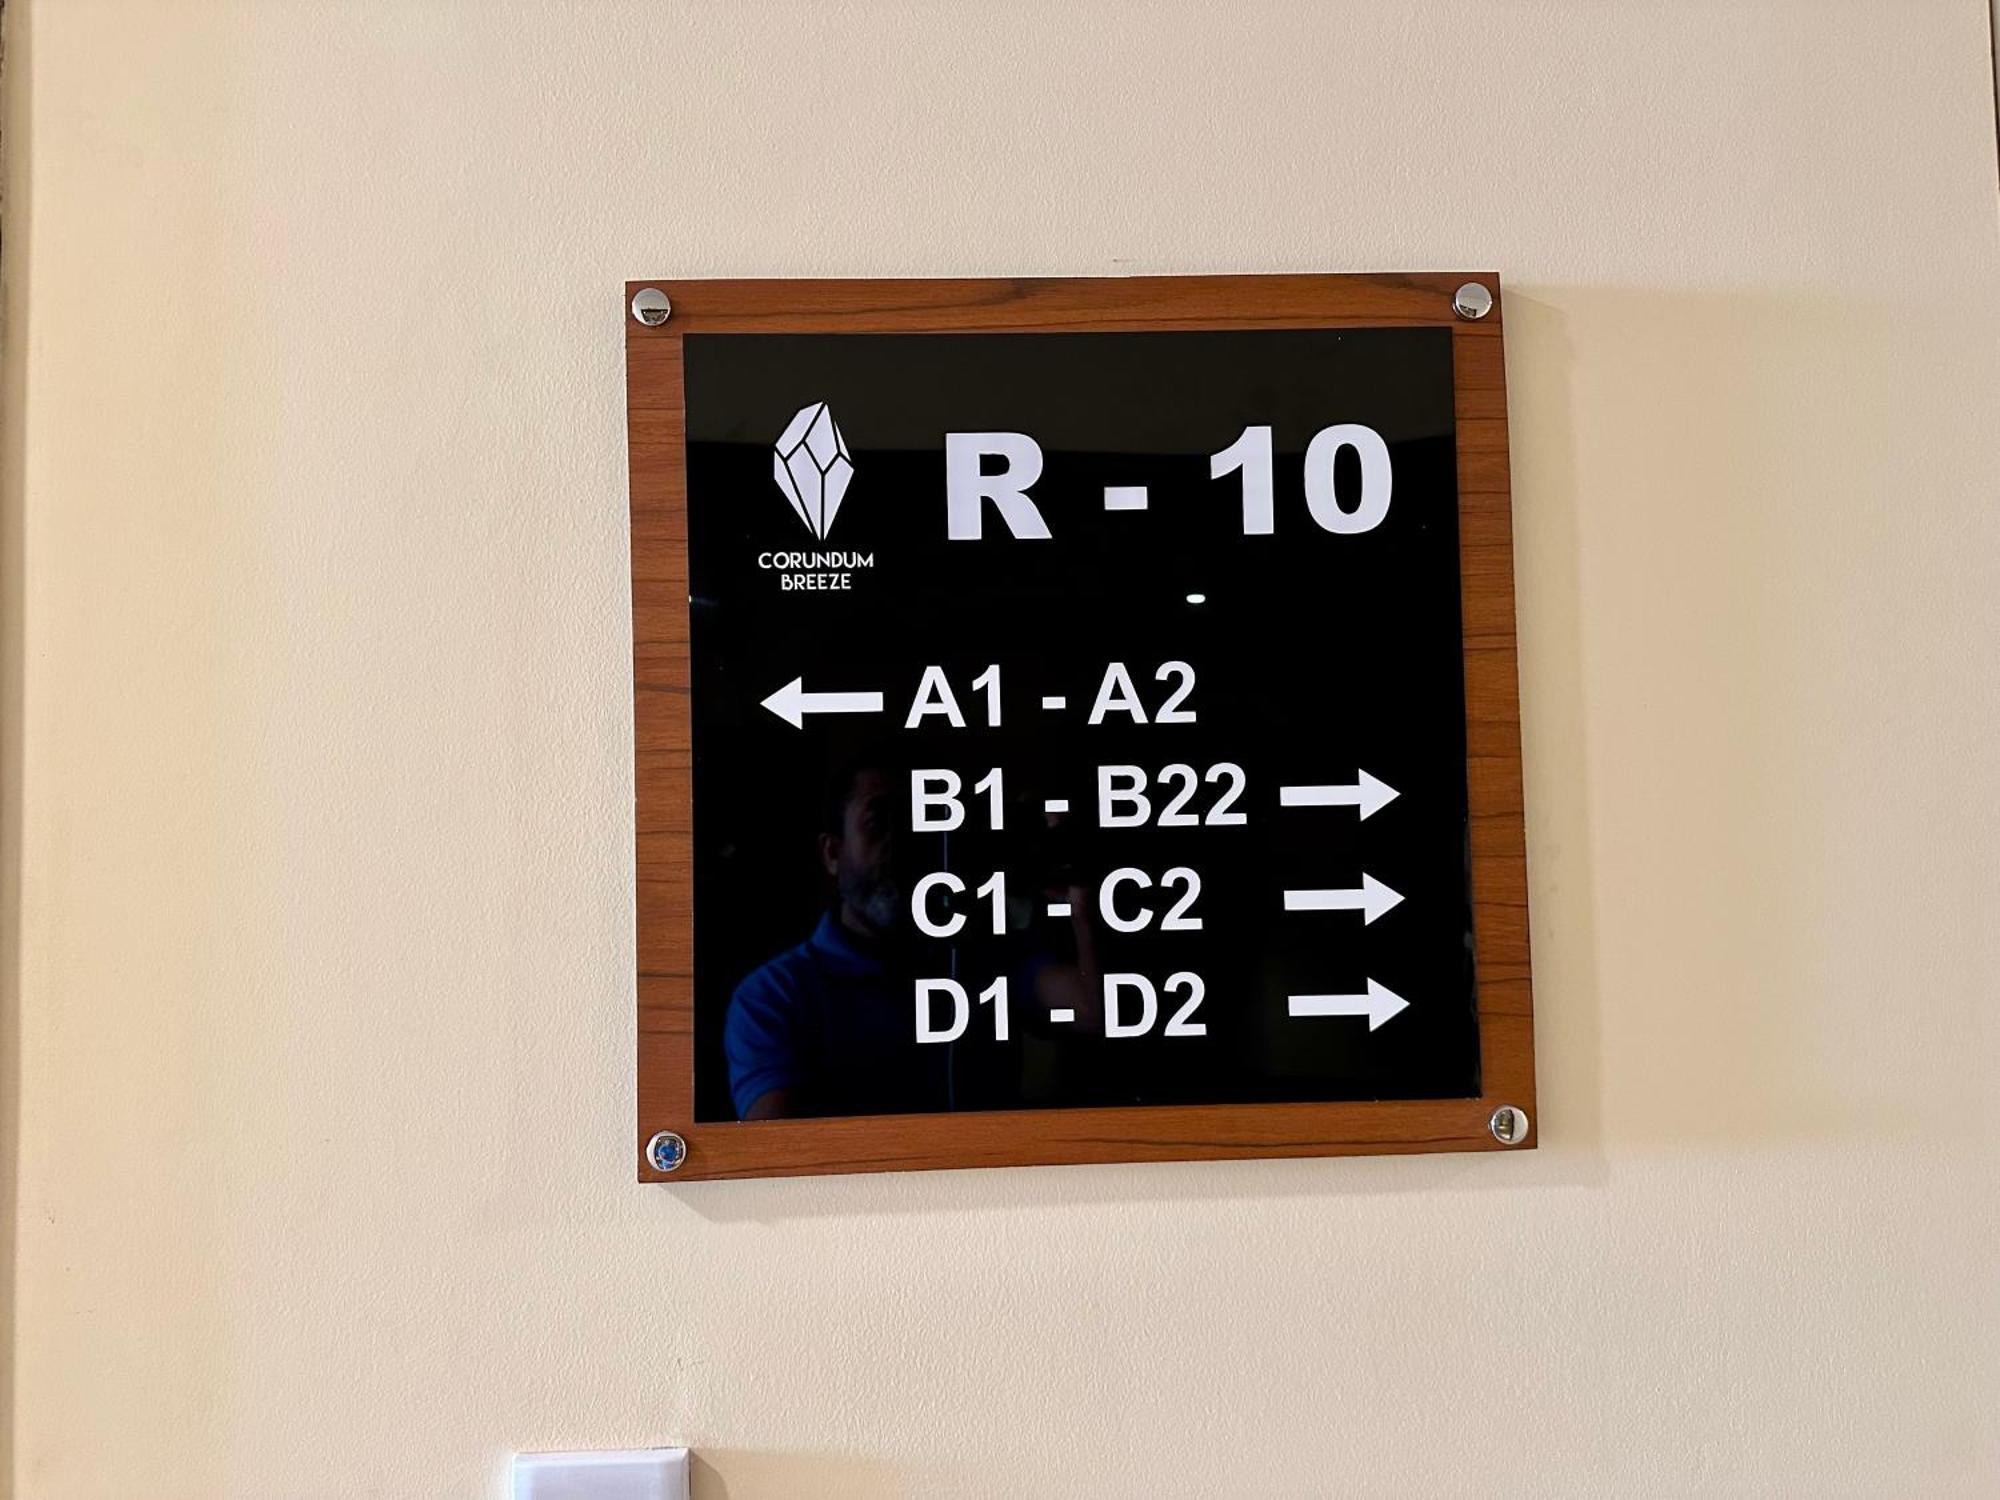 R - 10
CORUNDUM
BREEZE
A1 - A2
B1 - B22
C1 - C2
D1 - D2